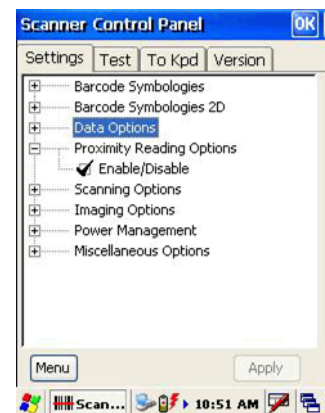 Scanner Control Panel OK
Settings Test To Kpd Version
Barcode Symbologies
Barcode Symbologies 2D
Data Options
Proximity Reading Options
Enable/Disable
Scanning Options
Imaging Options
Power Management
Miscellaneous Options
Menu Apply
Scan... 10:51 AM